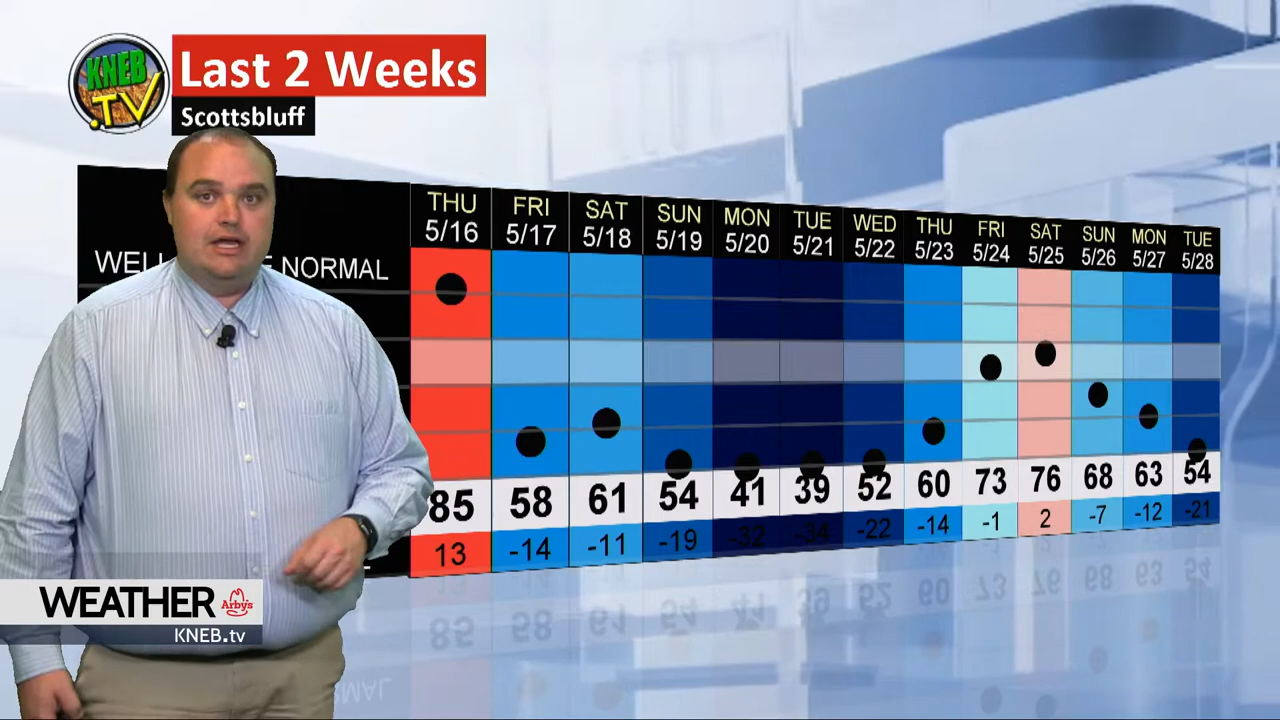 KNEB
.TV
Last 2 Weeks
Scottsbluff
THU FRI SAT SUN MON TUE WED THU FRI SAT SUN MON TUE
5/16 5/17 5/18 5/19 5/20 5/21 5/22 5/23 5/24 5/25 5/26 5/27 5/28
NORMAL
85 58 61 54 41 39 52 60 73 76 68 63 54
13 -14 -11 -19 -32 -34 -22 -14 -1 2 -7 -12 -21
WEATHER Arby's
KNEB.tv